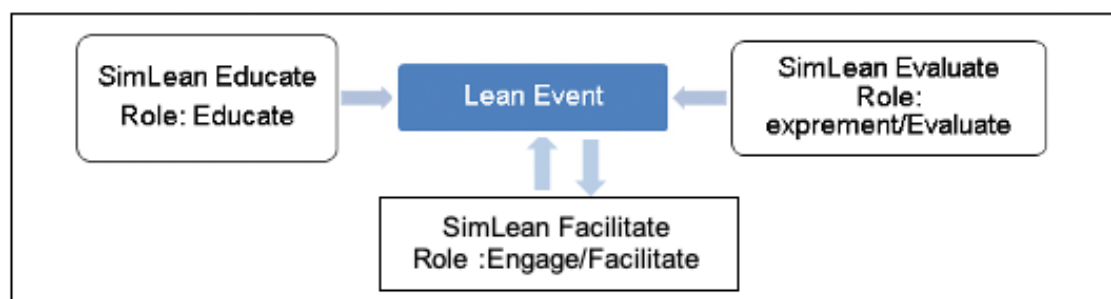 SimLean Educate
Role: Educate
Lean Event
SimLean Evaluate
Role:
exprement/Evaluate
SimLean Facilitate
Role :Engage/Facilitate